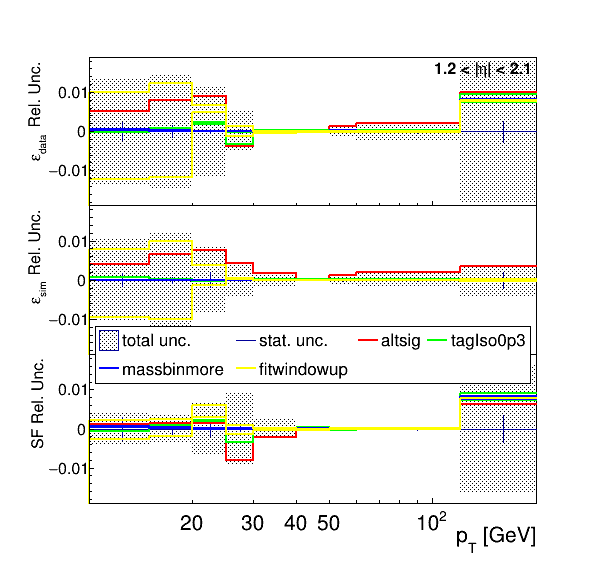 1.2 < |η| < 2.1
ε_data Rel. Unc.
0.01
0
−0.01
ε_sim Rel. Unc.
0.01
0
−0.01
total unc. stat. unc. altsig tagIso0p3
massbinmore fitwindowup
SF Rel. Unc.
0.01
0
−0.01
20 30 40 50 10²
p_T [GeV]